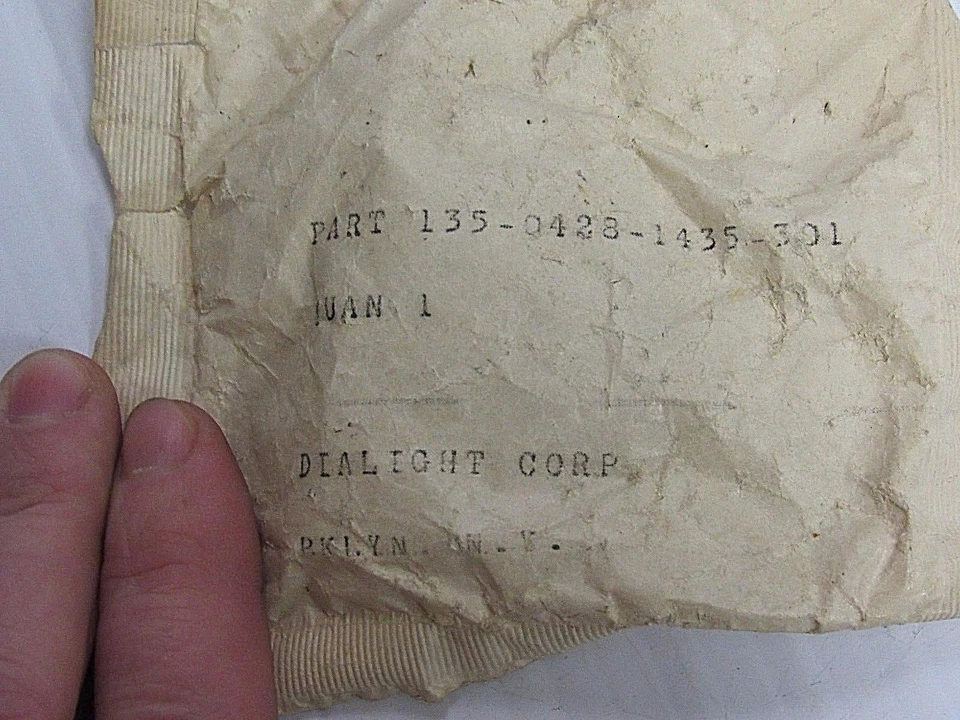 PART 135-0428-1435-301
QUAN 1
DIALIGHT CORP
BKLYN N.Y.